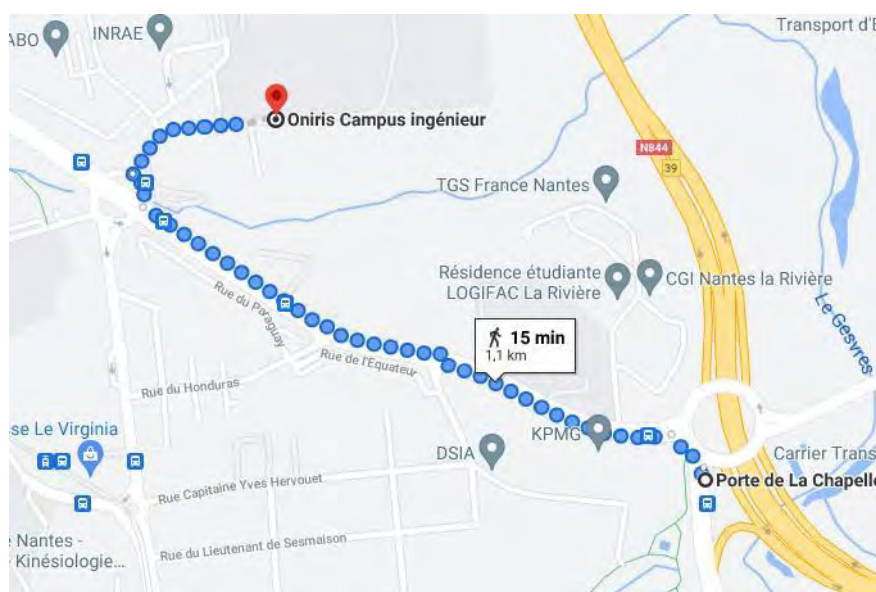 Transport d'E
ABO
INRAE
Oniris Campus ingénieur
N844
39
TGS France Nantes
Résidence étudiante
LOGIFAC La Rivière
CGI Nantes la Rivière
Le Gesvres
Rue du Paraguay
15 min
1,1 km
Rue de l'Equateur
Rue du Honduras
se Le Virginia
KPMG
DSIA
Carrier Trans
Porte de La Chapelle
Rue Capitaine Yves Hervouet
Rue du Lieutenant de Sesmaison
e Nantes -
Kinésiologie...